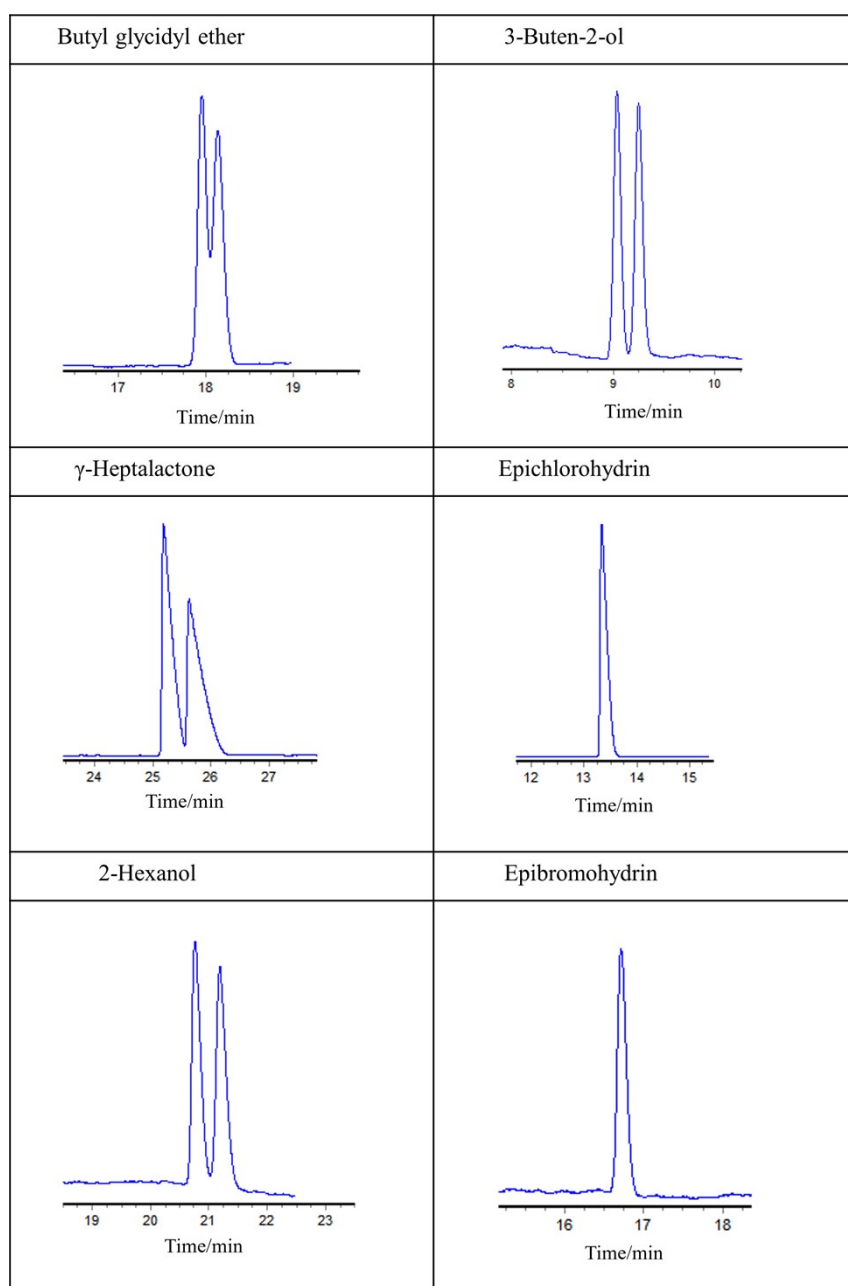 Butyl glycidyl ether
3-Buten-2-ol
17 18 19
Time/min
8 9 10
Time/min
γ-Heptalactone
Epichlorohydrin
24 25 26 27
Time/min
12 13 14 15
Time/min
2-Hexanol
Epibromohydrin
19 20 21 22 23
Time/min
16 17 18
Time/min